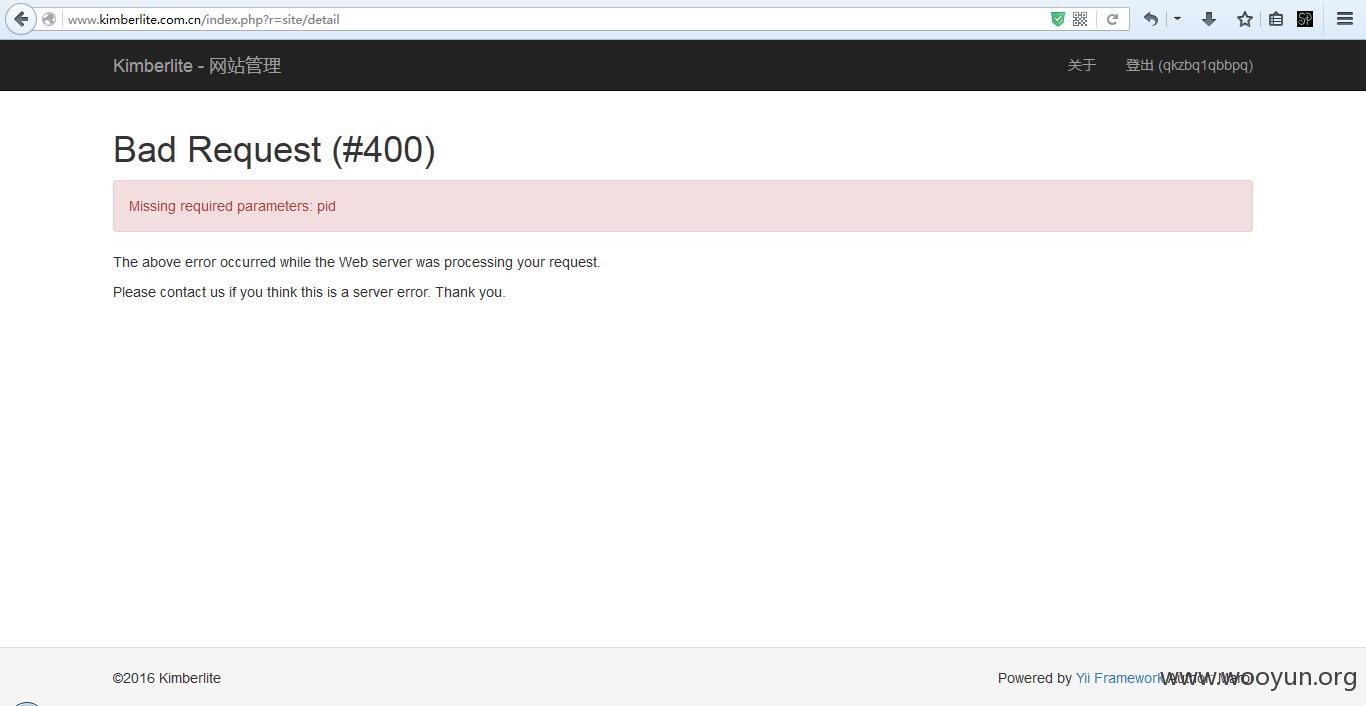 www.kimberlite.com.cn/index.php?r=site/detail
Kimberlite - 网站管理
关于
登出 (qkzbq1qbbpq)
Bad Request (#400)
Missing required parameters: pid
The above error occurred while the Web server was processing your request.
Please contact us if you think this is a server error. Thank you.
©2016 Kimberlite
Powered by Yii Framework
www.wooyun.org